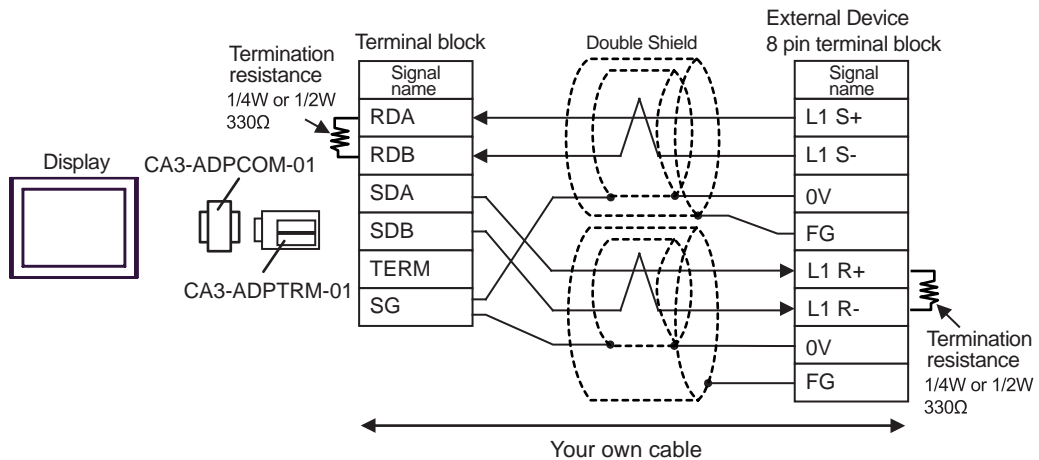 External Device
8 pin terminal block
Terminal block
Double Shield
Termination
resistance
1/4W or 1/2W
330Ω
Signal
name
RDA
RDB
SDA
SDB
TERM
SG
Signal
name
L1 S+
L1 S-
0V
FG
L1 R+
L1 R-
0V
FG
Display
CA3-ADPCOM-01
CA3-ADPTRM-01
Termination
resistance
1/4W or 1/2W
330Ω
Your own cable